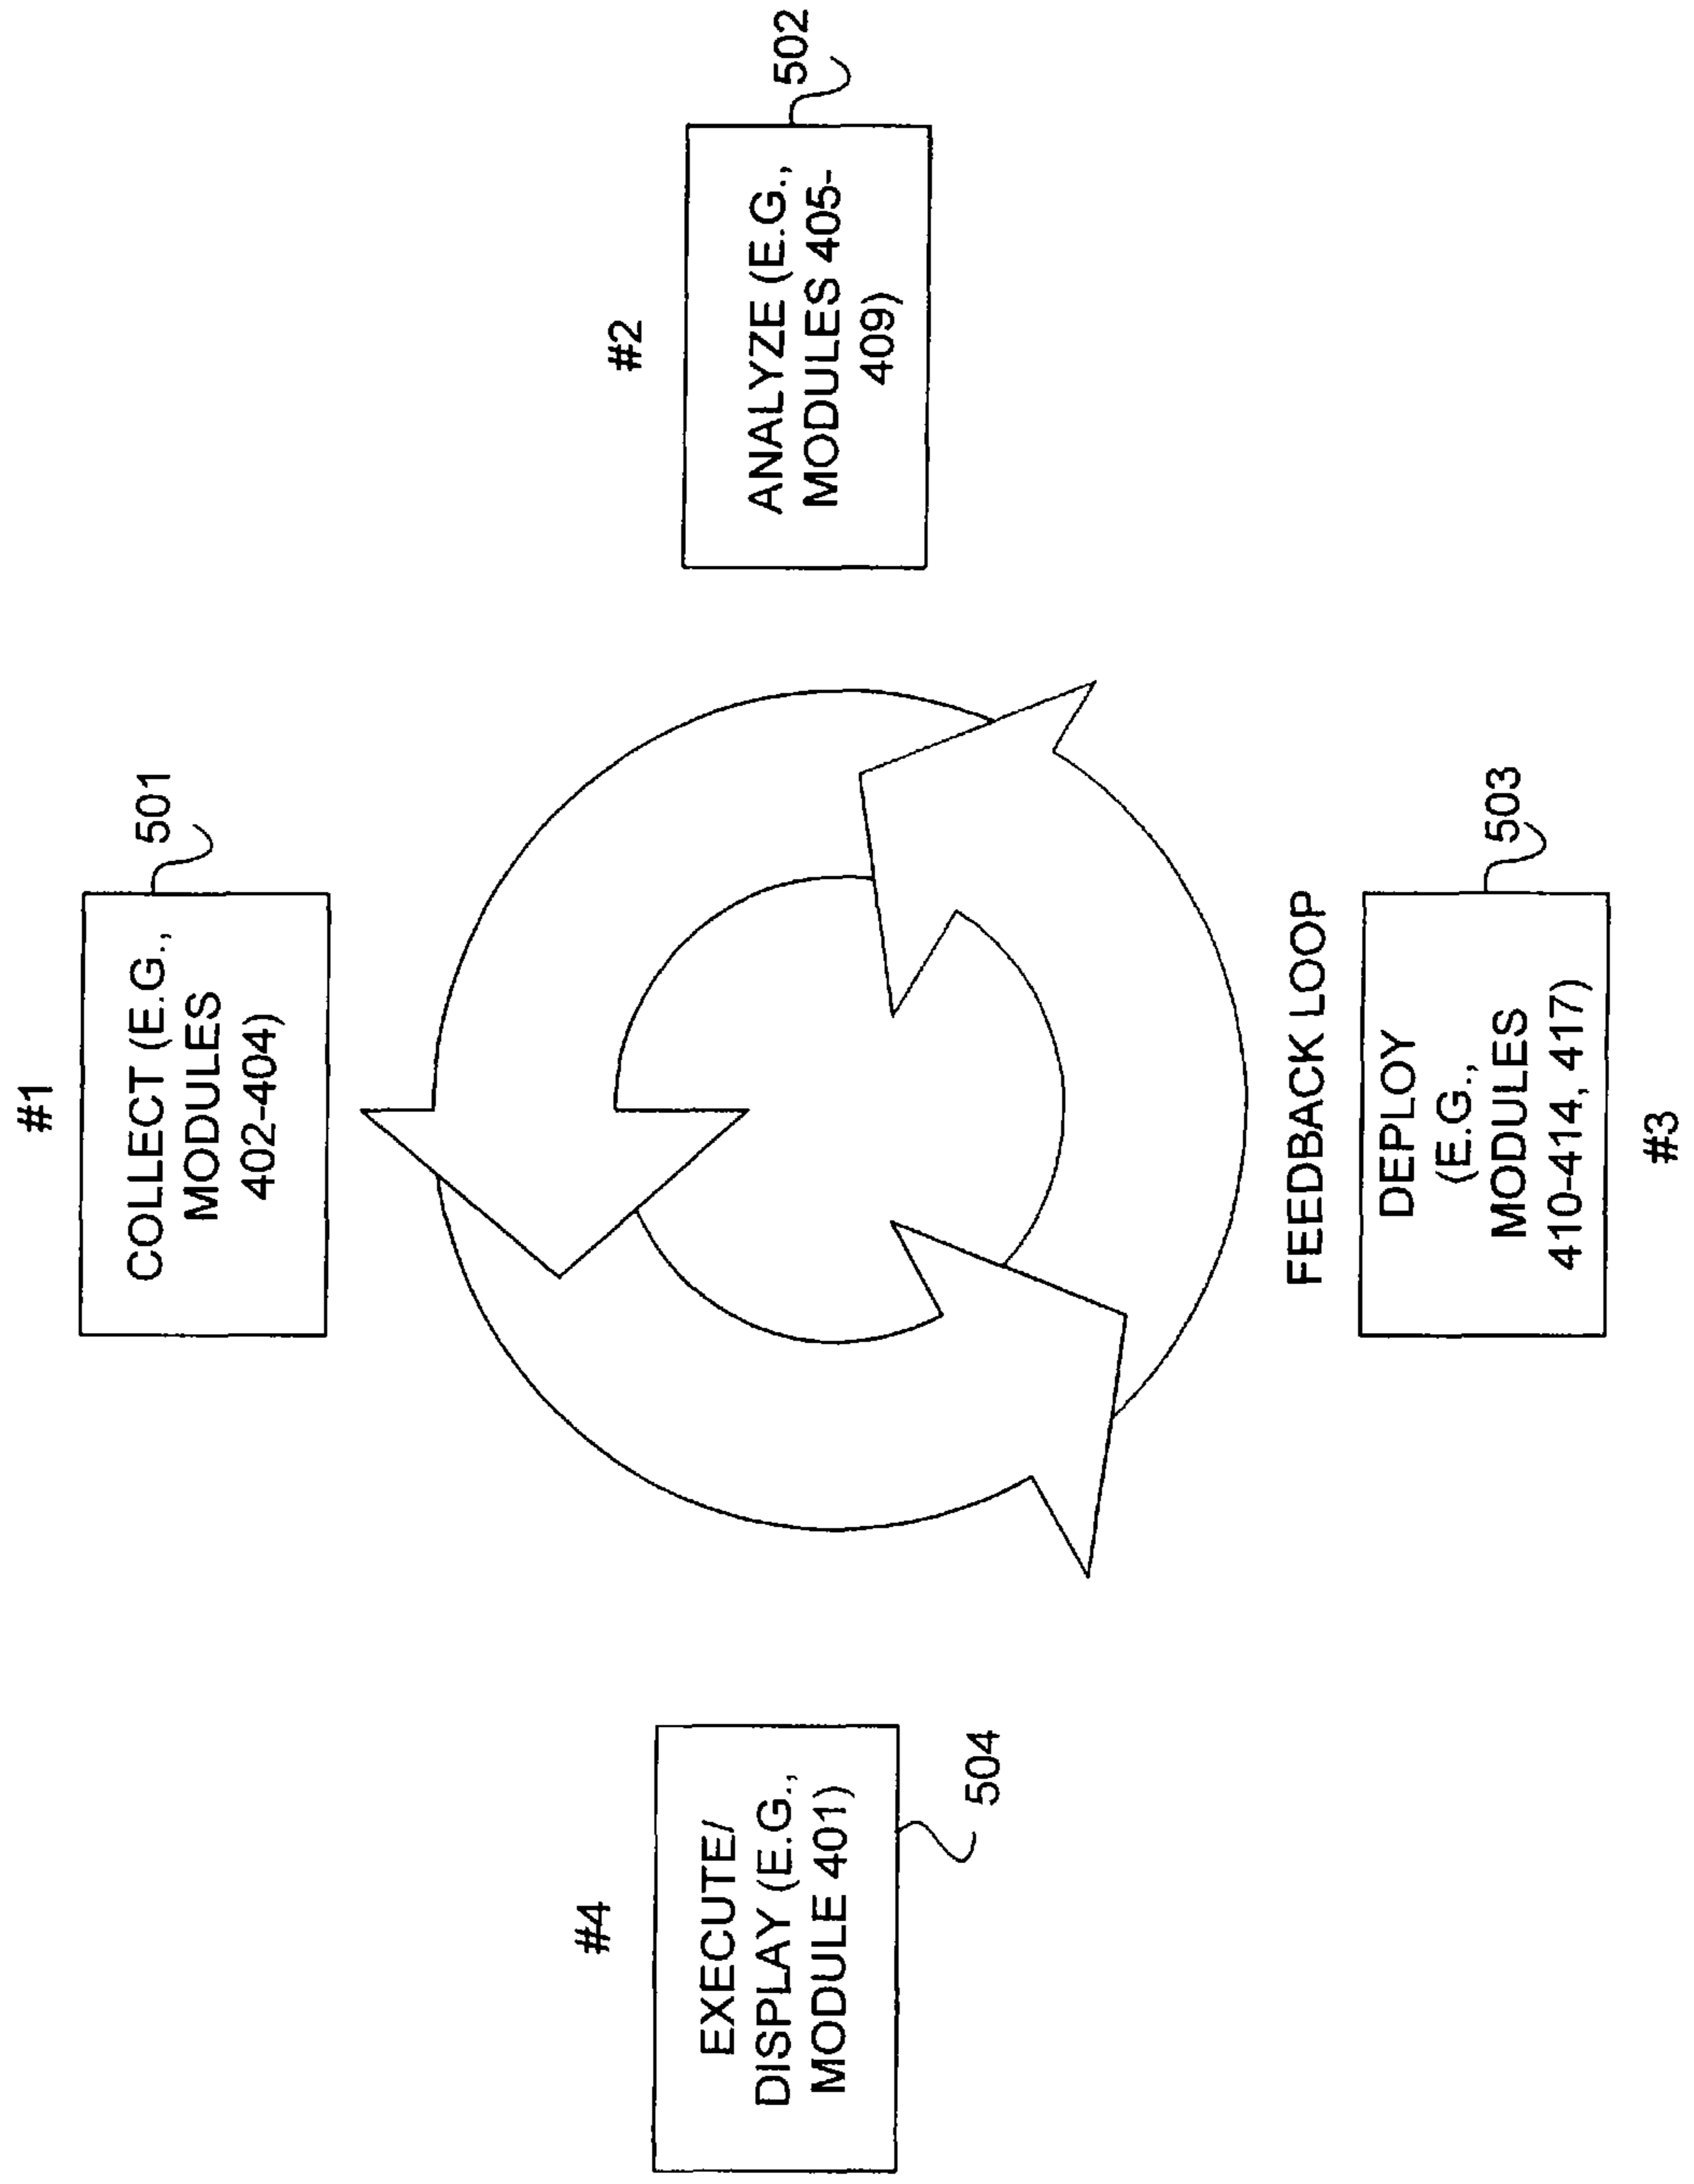 #1
COLLECT (E.G.,
MODULES
402-404)
501
#2
ANALYZE (E.G.,
MODULES 405-
409)
502
FEEDBACK LOOP
DEPLOY
(E.G.,
MODULES
410-414, 417)
503
#3
#4
EXECUTE/
DISPLAY (E.G.,
MODULE 401)
504